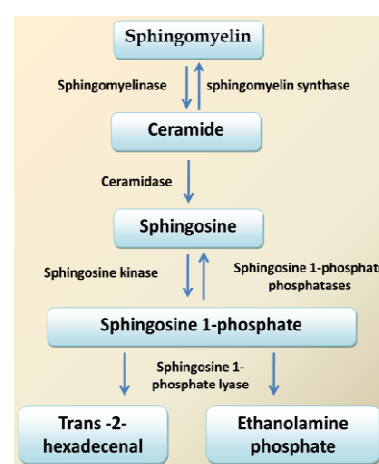 Sphingomyelin
Sphingomyelinase sphingomyelin synthase
Ceramide
Ceramidase
Sphingosine
Sphingosine kinase
Sphingosine 1-phosphat
phosphatases
Sphingosine 1-phosphate
Sphingosine 1-
phosphate lyase
Trans -2-
hexadecenal
Ethanolamine
phosphate